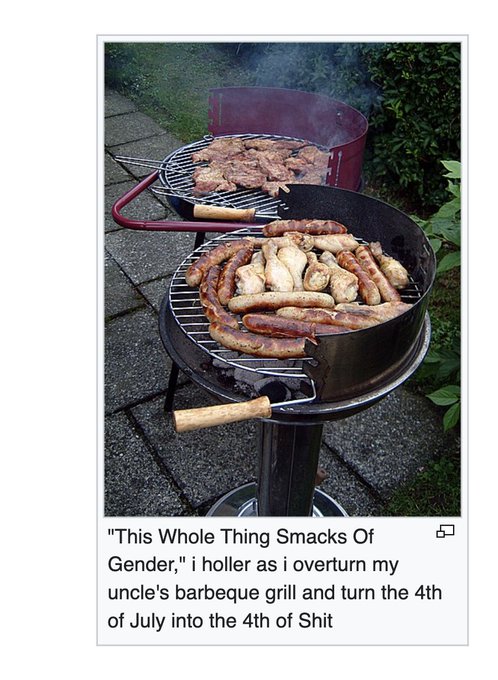 "This Whole Thing Smacks Of
Gender," i holler as i overturn my
uncle's barbeque grill and turn the 4th
of July into the 4th of Shit